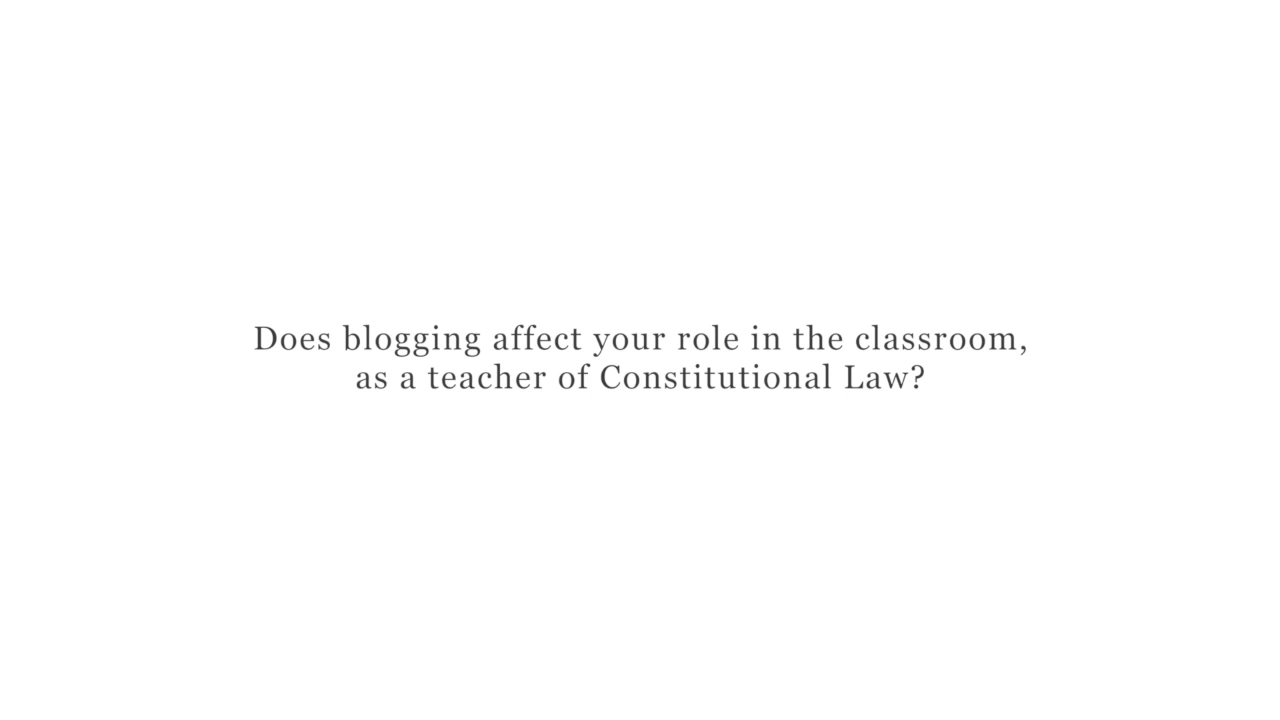 Does blogging affect your role in the classroom,
as a teacher of Constitutional Law?